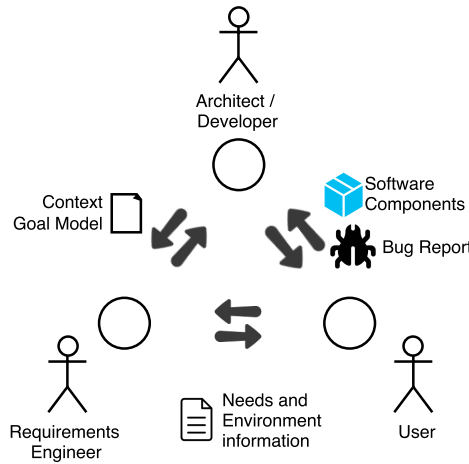 Architect /
Developer
Context
Goal Model
Software
Components
Bug Report
Needs and
Environment
information
Requirements
Engineer
User